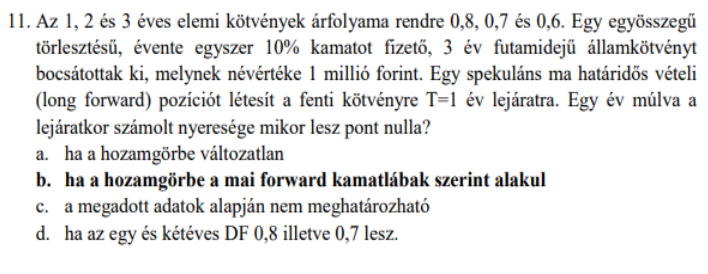 11. Az 1, 2 és 3 éves elemi kötvények árfolyama rendre 0,8, 0,7 és 0,6. Egy egyösszegű
törlesztésű, évente egyszer 10% kamatot fizető, 3 év futamidejű államkötvényt
bocsátottak ki, melynek névértéke 1 millió forint. Egy spekuláns ma határidős vételi
(long forward) pozíciót létesít a fenti kötvényre T=1 év lejáratra. Egy év múlva a
lejáratkor számolt nyeresége mikor lesz pont nulla?
a. ha a hozamgörbe változatlan
b. ha a hozamgörbe a mai forward kamatlábak szerint alakul
c. a megadott adatok alapján nem meghatározható
d. ha az egy és kétéves DF 0,8 illetve 0,7 lesz.